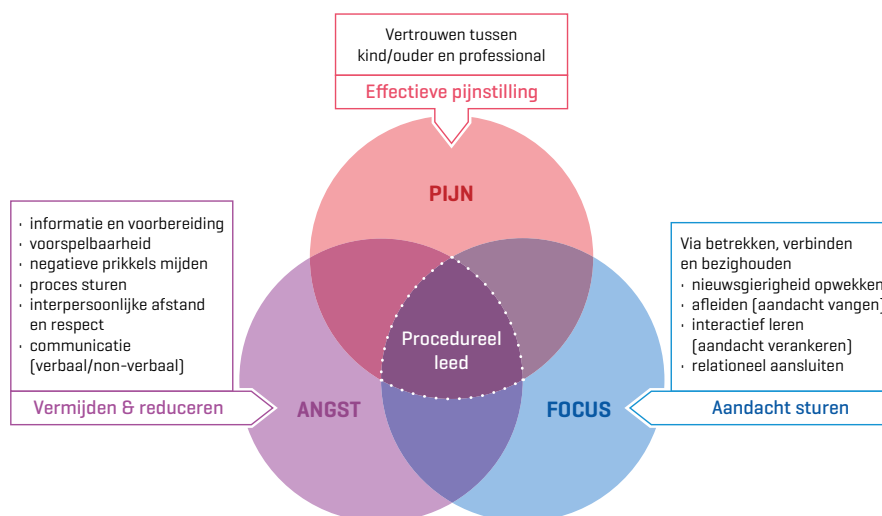 Vertrouwen tussen
kind/ouder en professional
Effectieve pijnstilling
PIJN
· informatie en voorbereiding
· voorspelbaarheid
· negatieve prikkels mijden
· proces sturen
· interpersoonlijke afstand
en respect
· communicatie
(verbaal/non-verbaal)
Vermijden & reduceren
ANGST
Procedureel
leed
FOCUS
Via betrekken, verbinden
en bezighouden
· nieuwsgierigheid opwekken
· afleiden (aandacht vangen)
· interactief leren
(aandacht verankeren)
· relationeel aansluiten
Aandacht sturen